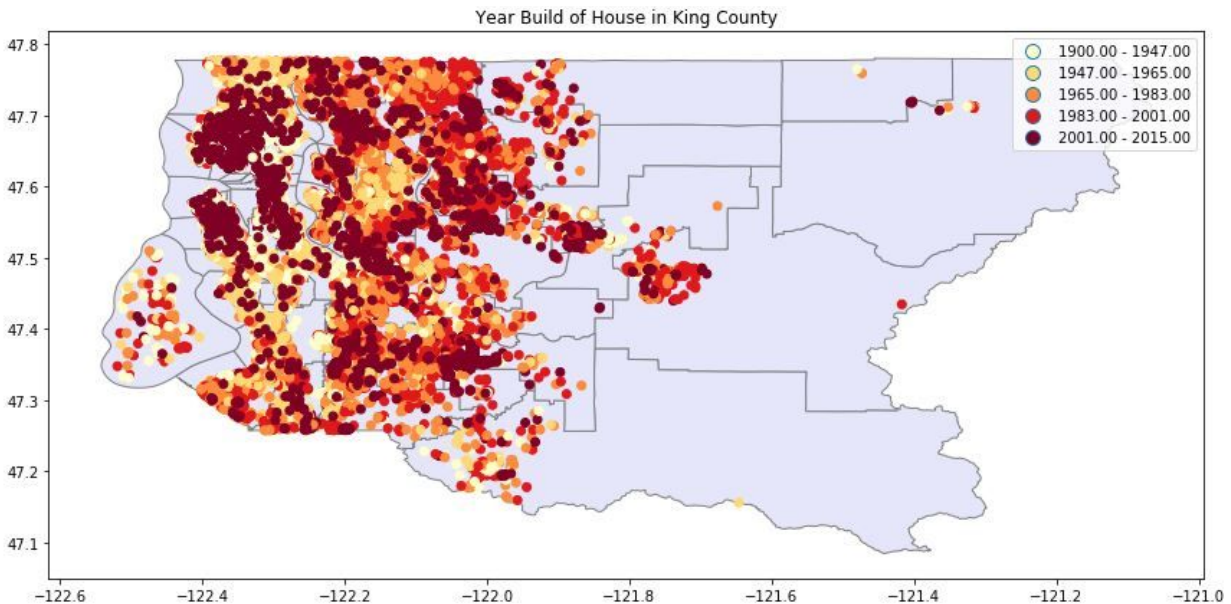 Year Build of House in King County
1900.00 - 1947.00
1947.00 - 1965.00
1965.00 - 1983.00
1983.00 - 2001.00
2001.00 - 2015.00
47.8
47.7
47.6
47.5
47.4
47.3
47.2
47.1
−122.6 −122.4 −122.2 −122.0 −121.8 −121.6 −121.4 −121.2 −121.0